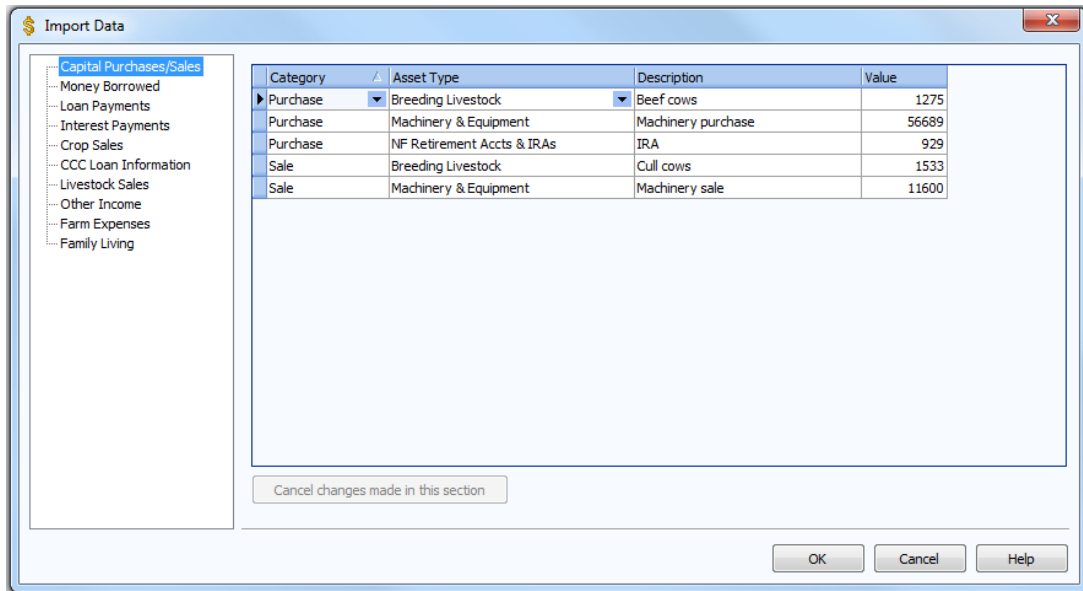 Import Data
Capital Purchases/Sales
Money Borrowed
Loan Payments
Interest Payments
Crop Sales
CCC Loan Information
Livestock Sales
Other Income
Farm Expenses
Family Living
Category Asset Type Description Value
Purchase Breeding Livestock Beef cows 1275
Purchase Machinery & Equipment Machinery purchase 56689
Purchase NF Retirement Accts & IRAs IRA 929
Sale Breeding Livestock Cull cows 1533
Sale Machinery & Equipment Machinery sale 11600
Cancel changes made in this section
OK Cancel Help